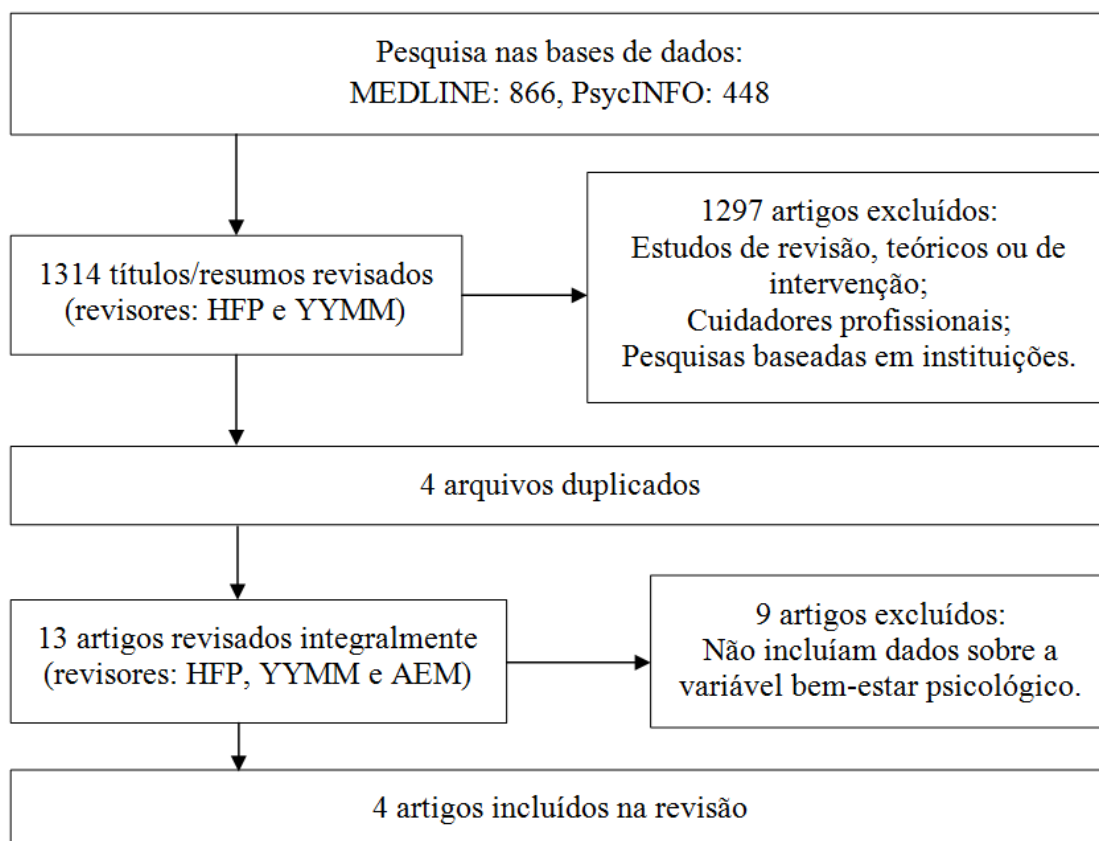 Pesquisa nas bases de dados:
MEDLINE: 866, PsycINFO: 448
1297 artigos excluídos:
Estudos de revisão, teóricos ou de
intervenção;
Cuidadores profissionais;
Pesquisas baseadas em instituições.
1314 títulos/resumos revisados
(revisores: HFP e YYMM)
4 arquivos duplicados
13 artigos revisados integralmente
(revisores: HFP, YYMM e AEM)
9 artigos excluídos:
Não incluíam dados sobre a
variável bem-estar psicológico.
4 artigos incluídos na revisão